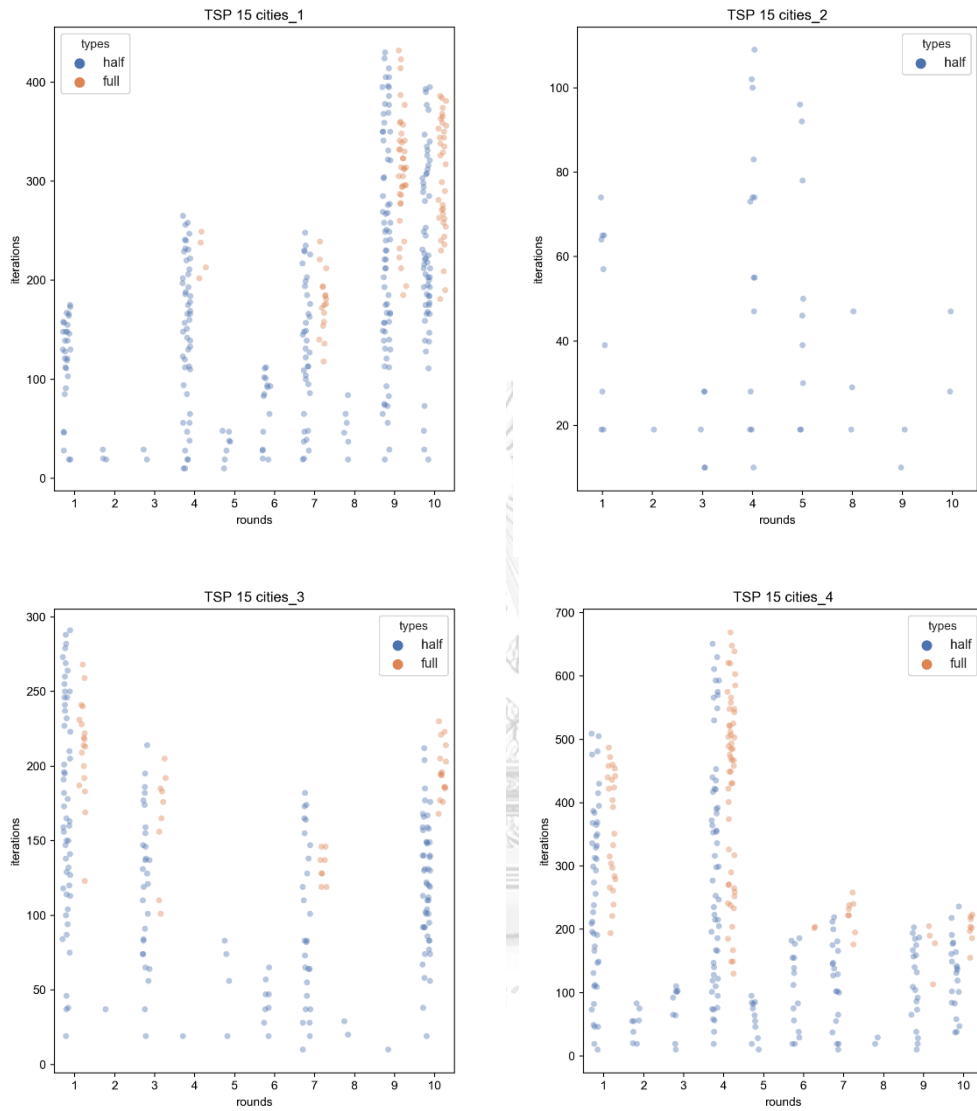 TSP 15 cities_1
types
half
full
400
300
200
100
0
iterations
1 2 3 4 5 6 7 8 9 10
rounds
TSP 15 cities_2
types
half
100
80
60
40
20
iterations
1 2 3 4 5 8 9 10
rounds
TSP 15 cities_3
types
half
full
300
250
200
150
100
50
0
iterations
1 2 3 4 5 6 7 8 9 10
rounds
TSP 15 cities_4
types
half
full
700
600
500
400
300
200
100
0
iterations
1 2 3 4 5 6 7 8 9 10
rounds